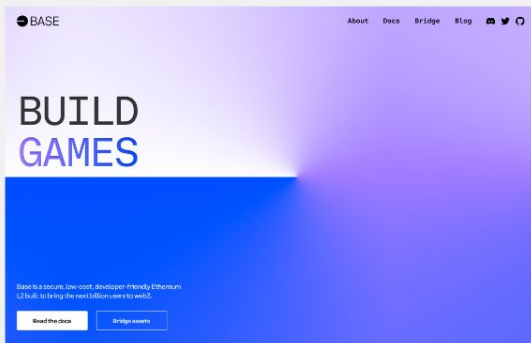 BASE
About Docs Bridge Blog
BUILD
GAMES
Base is a secure, low-cost, developer-friendly Ethereum
L2 built to bring the next billion users to web3.
Read the docs Bridge assets